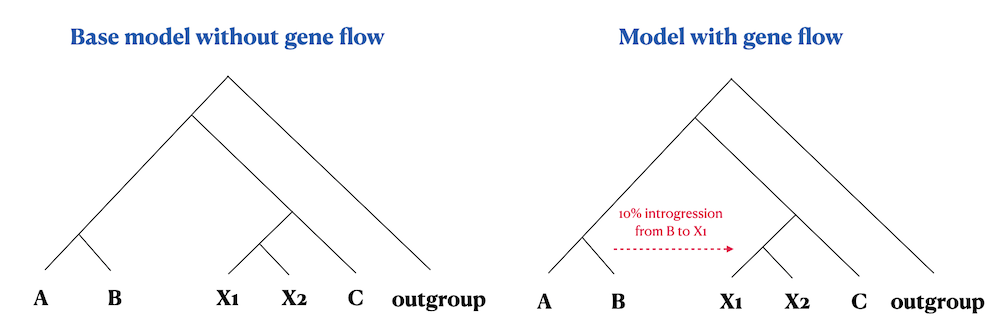 Base model without gene flow
Model with gene flow
10% introgression
from B to X1
A B X1 X2 C outgroup
A B X1 X2 C outgroup